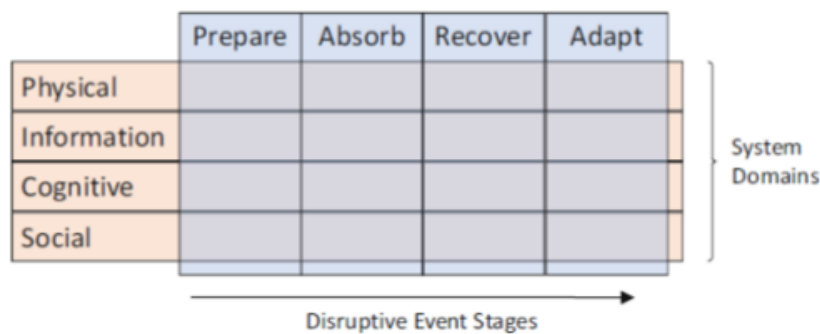 Prepare Absorb Recover Adapt
Physical
Information
Cognitive
Social
System
Domains
Disruptive Event Stages